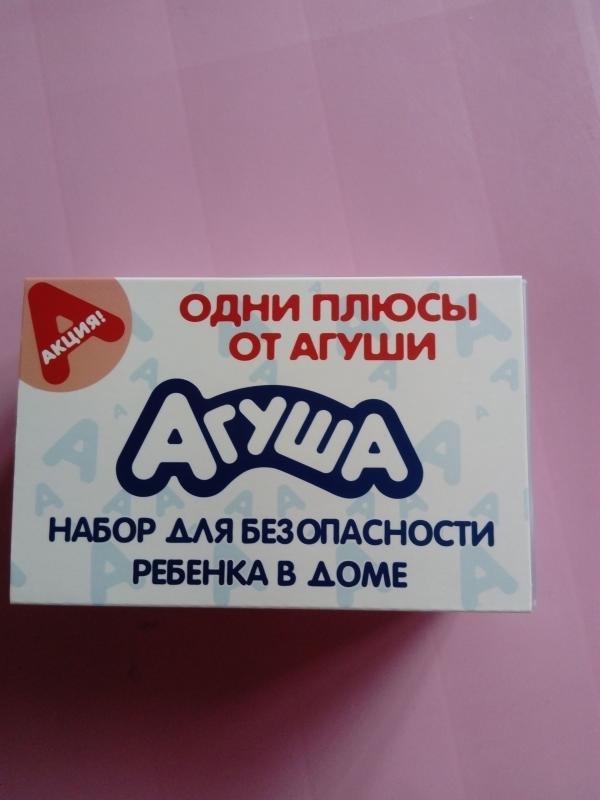 АКЦИЯ!
ОДНИ ПЛЮСЫ
ОТ АГУШИ
АГУША
НАБОР ДЛЯ БЕЗОПАСНОСТИ
РЕБЕНКА В ДОМЕ